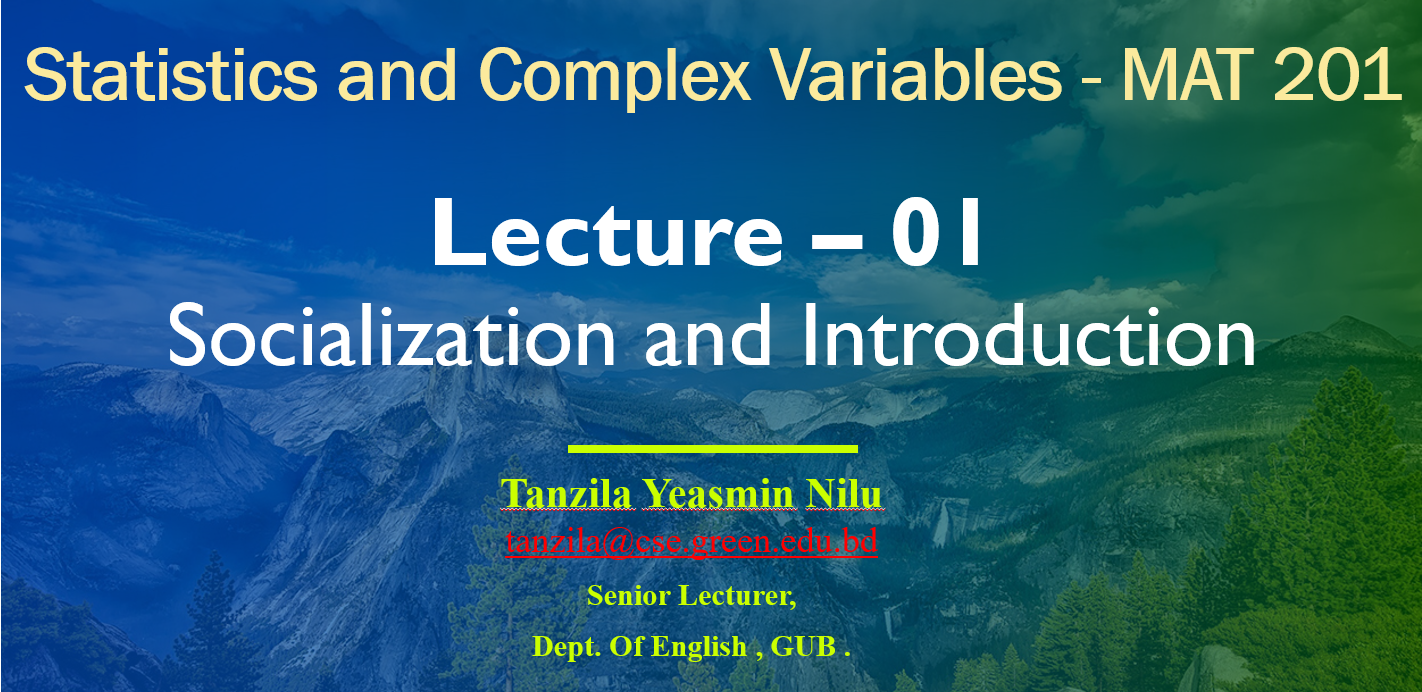 Statistics and Complex Variables - MAT 201
Lecture – 01
Socialization and Introduction
Tanzila Yeasmin Nilu
tanzila@cse.green.edu.bd
Senior Lecturer,
Dept. Of English , GUB .